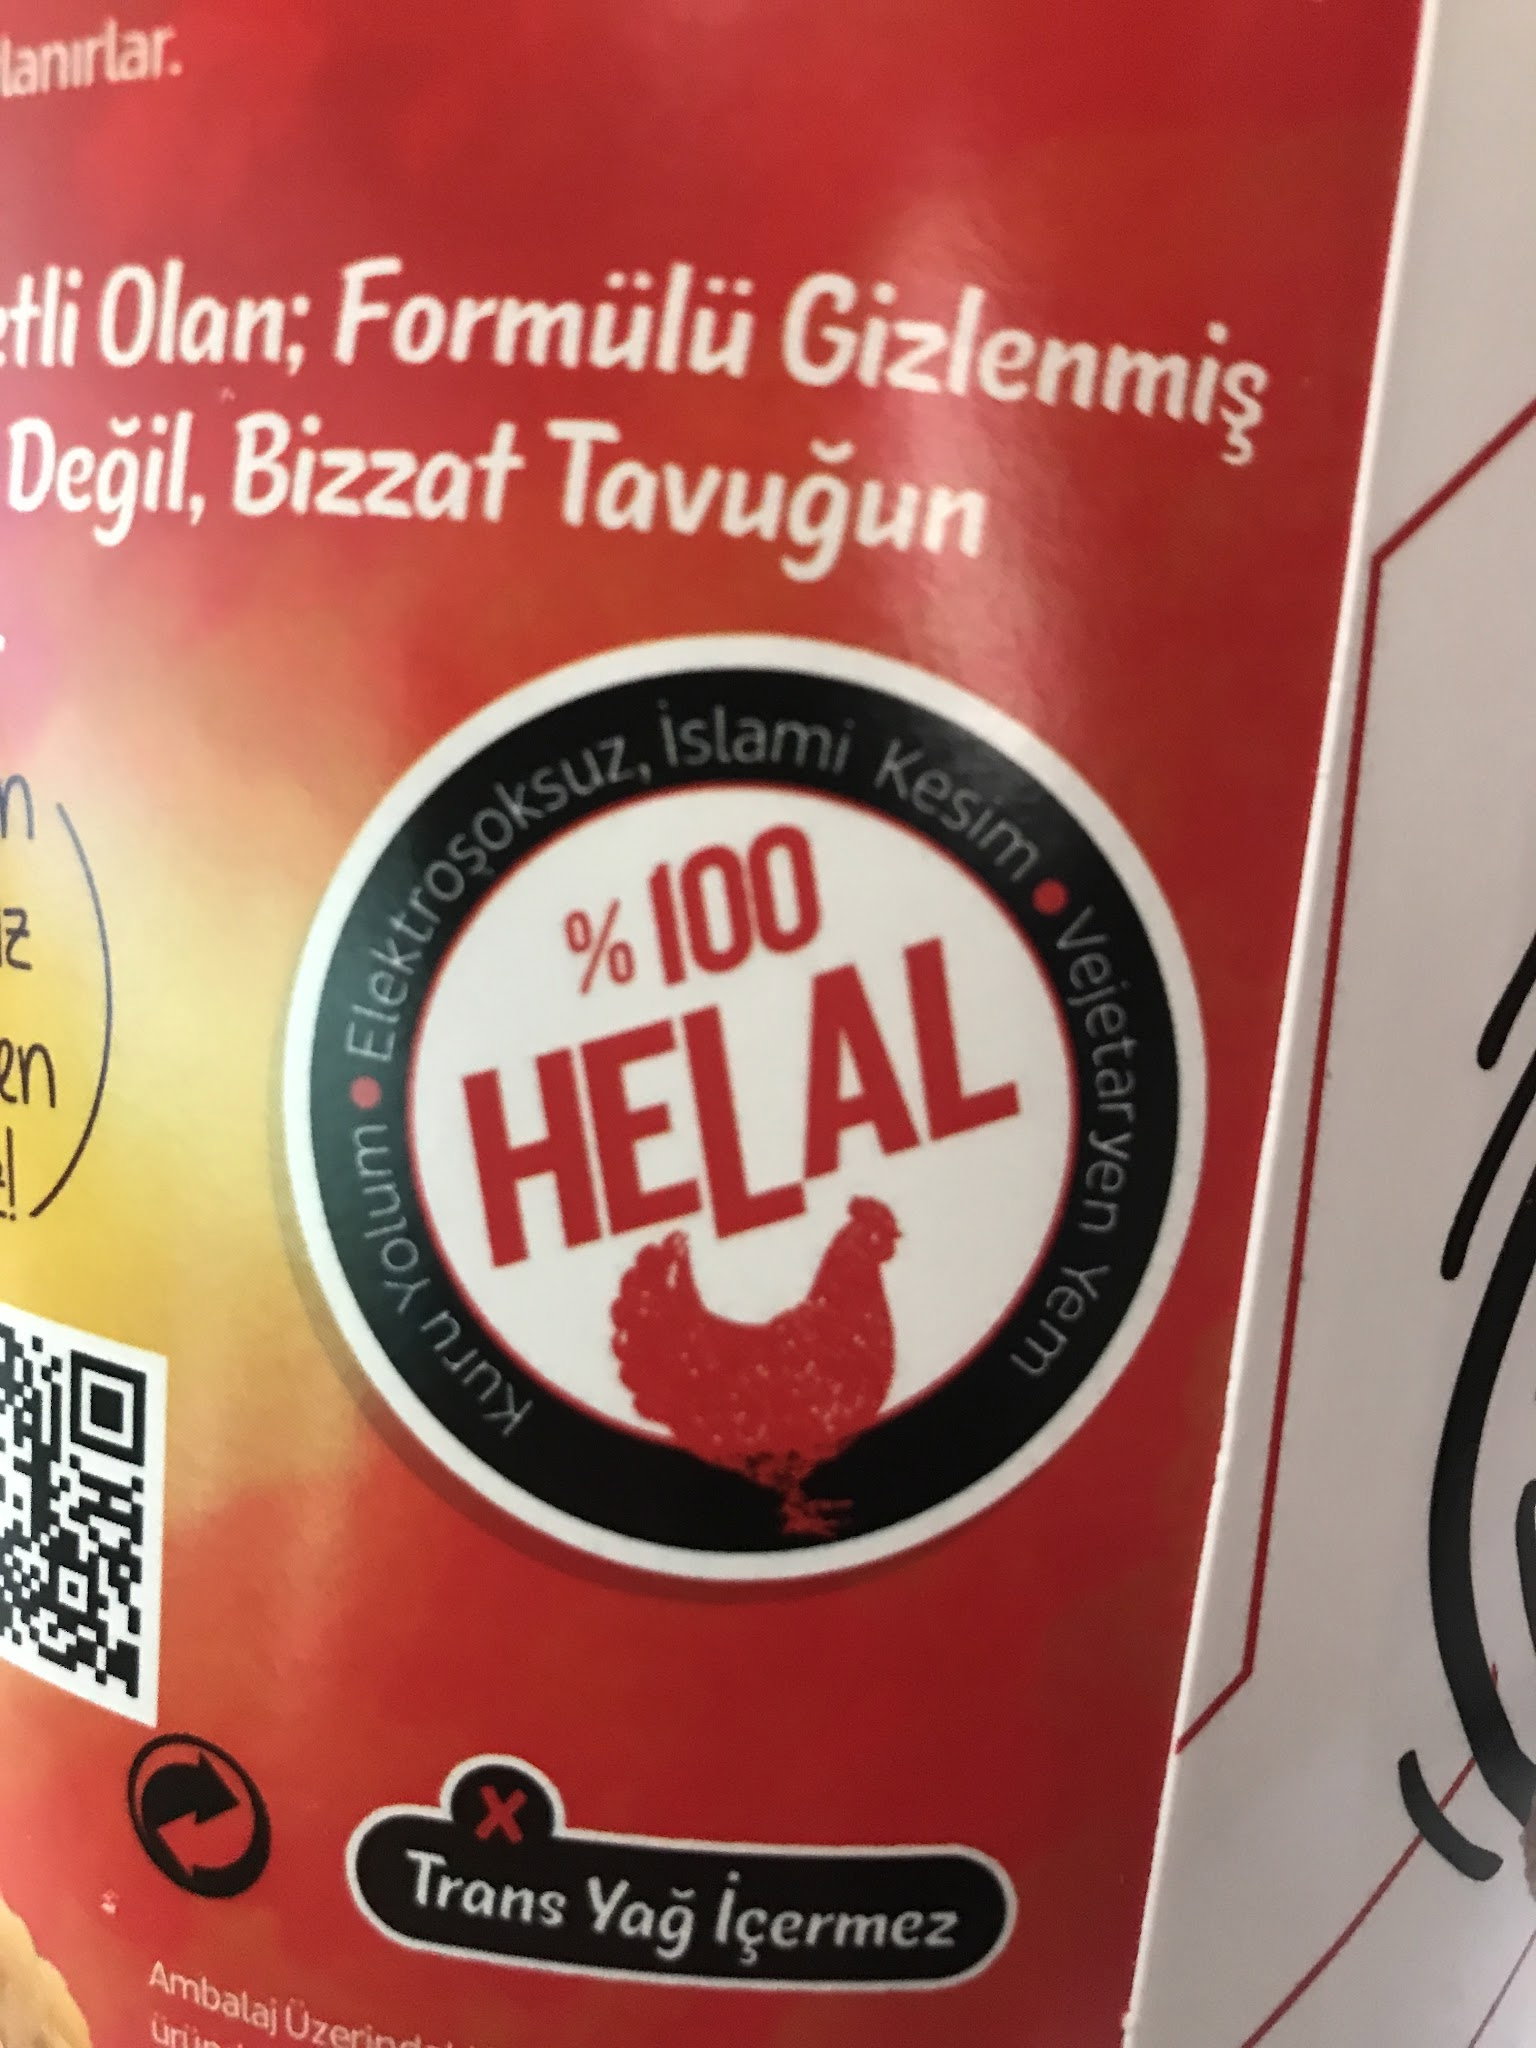 lanırlar.
etli Olan; Formülü Gizlenmiş
Değil, Bizzat Tavuğun
Kuru Yolum • Elektroşoksuz, İslami Kesim • Vejetaryen Yem
%100
HELAL
X
Trans Yağ İçermez
Ambalaj